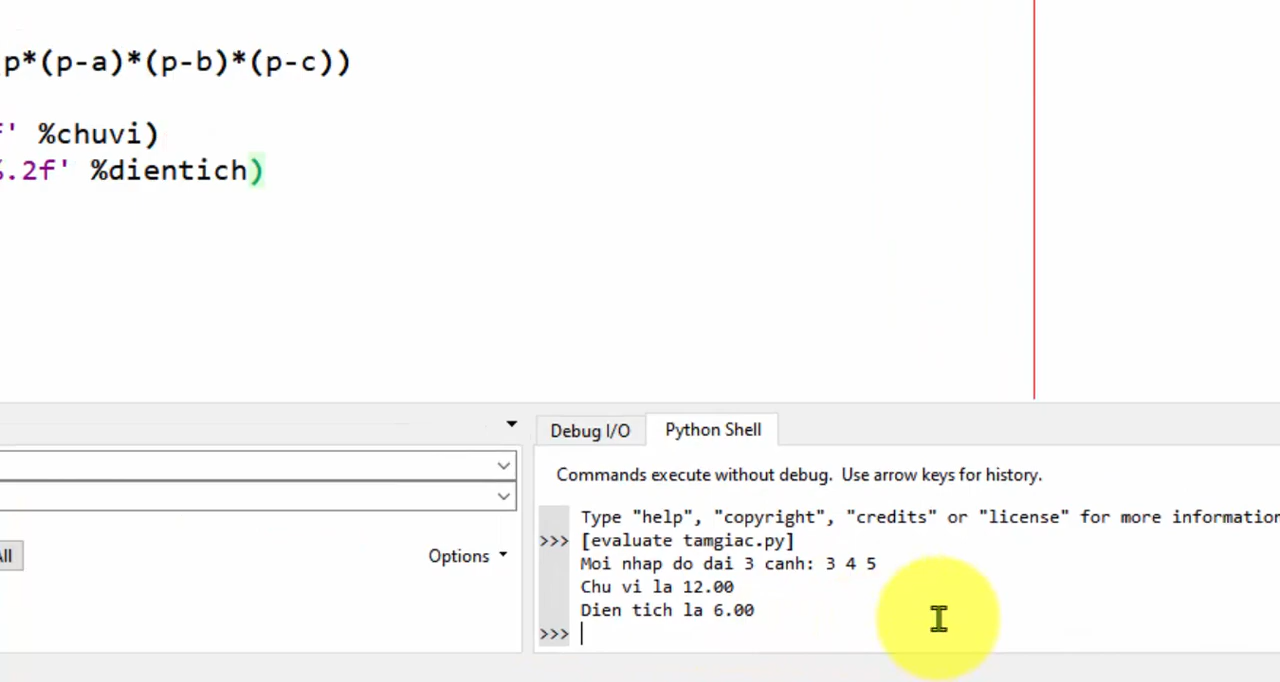 p*(p-a)*(p-b)*(p-c))
f' %chuvi)
%.2f' %dientich)
Debug I/O Python Shell
Commands execute without debug. Use arrow keys for history.
Type "help", "copyright", "credits" or "license" for more information
>>> [evaluate tamgiac.py]
Moi nhap do dai 3 canh: 3 4 5
All
Options
Chu vi la 12.00
Dien tich la 6.00
>>>